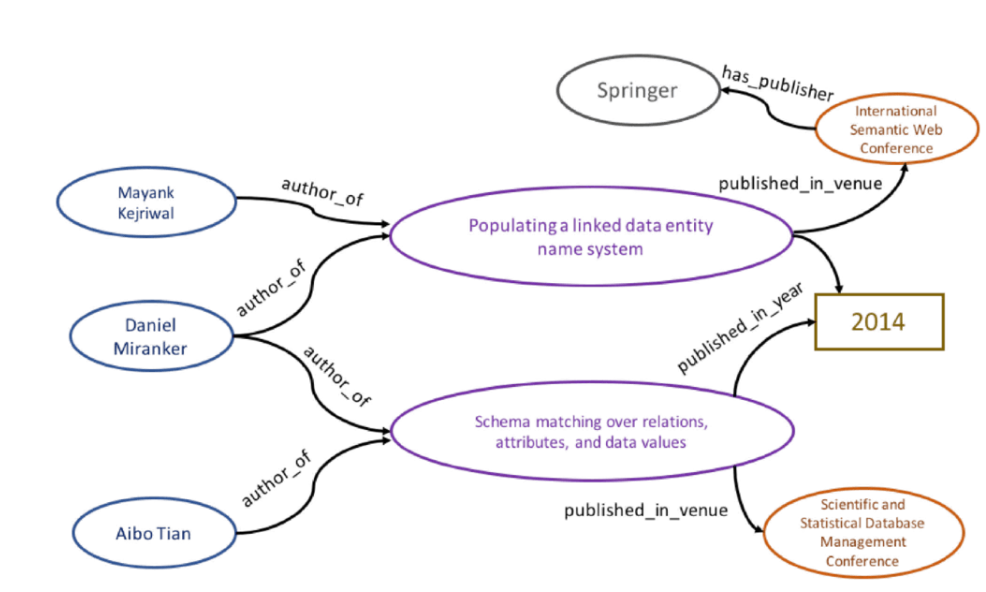 Springer
has_publisher
International
Semantic Web
Conference
Mayank
Kejriwal
author_of
published_in_venue
Populating a linked data entity
name system
author_of
Daniel
Miranker
published_in_year
2014
author_of
Schema matching over relations,
attributes, and data values
author_of
Aibo Tian
published_in_venue
Scientific and
Statistical Database
Management
Conference